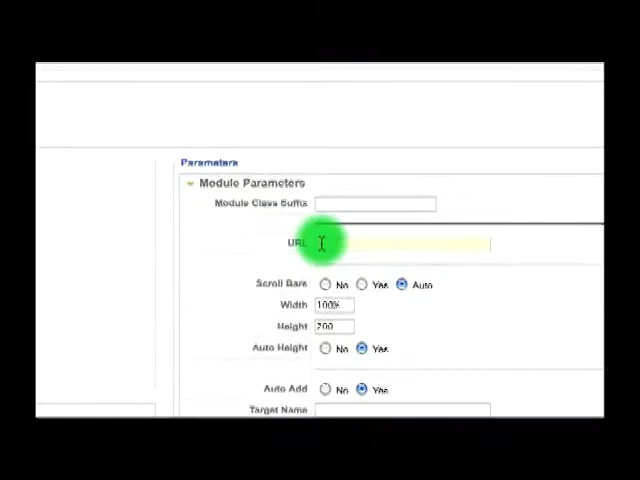 Parameters
Module Parameters
Module Class Suffix
URL
Scroll Bars No Yes Auto
Width 100%
Height 200
Auto Height No Yes
Auto Add No Yes
Target Name